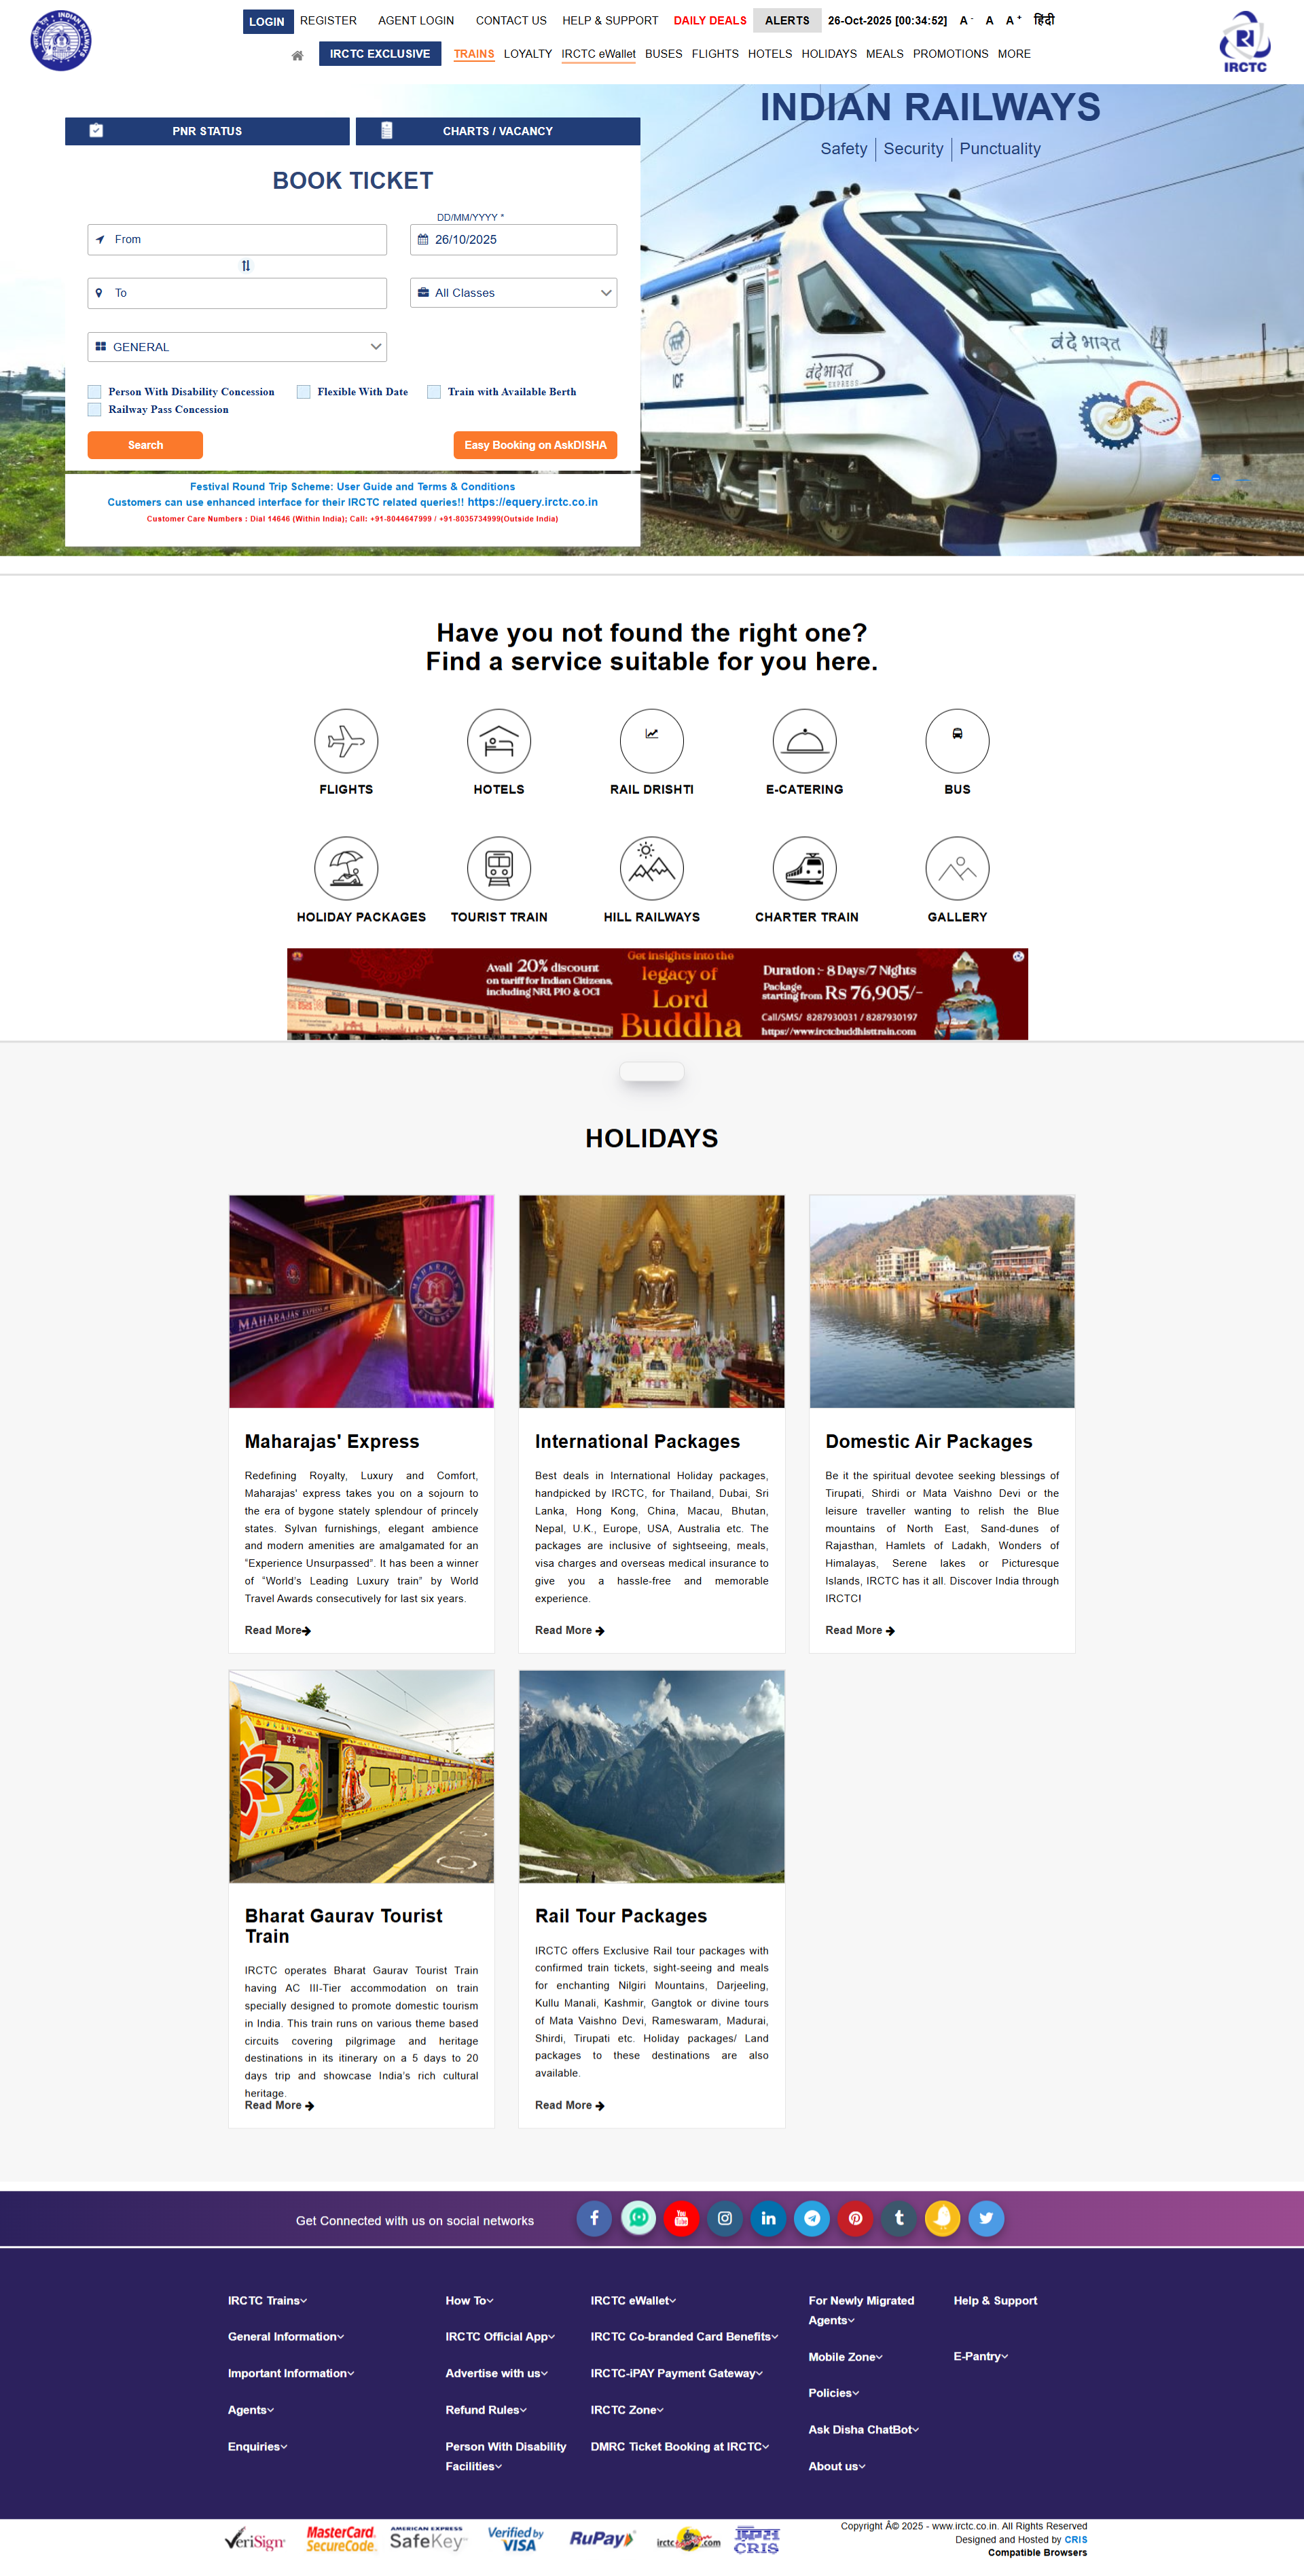 LOGIN REGISTER AGENT LOGIN CONTACT US HELP & SUPPORT DAILY DEALS ALERTS 26-Oct-2025 [00:34:52] A - A A + हिंदी
IRCTC EXCLUSIVE TRAINS LOYALTY IRCTC eWallet BUSES FLIGHTS HOTELS HOLIDAYS MEALS PROMOTIONS MORE
INDIAN RAILWAYS
IRCTC
INDIAN RAILWAYS
Safety | Security | Punctuality
PNR STATUS
CHARTS / VACANCY
BOOK TICKET
DD/MM/YYYY *
From
26/10/2025
To
All Classes
GENERAL
Person With Disability Concession
Flexible With Date
Train with Available Berth
Railway Pass Concession
Search
Easy Booking on AskDISHA
Festival Round Trip Scheme: User Guide and Terms & Conditions
Customers can use enhanced interface for their IRCTC related queries!! https://equery.irctc.co.in
Customer Care Numbers : Dial 14646 (Within India); Call: +91-8044647999 / +91-8035734999(Outside India)
ICF
वंदे भारत
EXPRESS
वंदे भारत
Have you not found the right one?
Find a service suitable for you here.
FLIGHTS
HOTELS
RAIL DRISHTI
E-CATERING
BUS
HOLIDAY PACKAGES
TOURIST TRAIN
HILL RAILWAYS
CHARTER TRAIN
GALLERY
Avail 20% discount
on tariff for Indian Citizens,
including NRI, PIO & OCI
Get insights into the
legacy of
Lord
Buddha
Duration :- 8 Days/7 Nights
Package
starting from Rs 76,905/-
Call/SMS 8287930031 / 8287930197
https://www.irctcbuddhisttrain.com
HOLIDAYS
MAHARAJAS EXPRESS
MAHARAJAS
EXPRESS
Maharajas' Express
Redefining Royalty, Luxury and Comfort,
Maharajas' express takes you on a sojourn to
the era of bygone stately splendour of princely
states. Sylvan furnishings, elegant ambience
and modern amenities are amalgamated for an
“Experience Unsurpassed”. It has been a winner
of “World’s Leading Luxury train” by World
Travel Awards consecutively for last six years.
Read More
International Packages
Best deals in International Holiday packages,
handpicked by IRCTC, for Thailand, Dubai, Sri
Lanka, Hong Kong, China, Macau, Bhutan,
Nepal, U.K., Europe, USA, Australia etc. The
packages are inclusive of sightseeing, meals,
visa charges and overseas medical insurance to
give you a hassle-free and memorable
experience.
Read More
Domestic Air Packages
Be it the spiritual devotee seeking blessings of
Tirupati, Shirdi or Mata Vaishno Devi or the
leisure traveller wanting to relish the Blue
mountains of North East, Sand-dunes of
Rajasthan, Hamlets of Ladakh, Wonders of
Himalayas, Serene lakes or Picturesque
Islands, IRCTC has it all. Discover India through
IRCTC!
Read More
Bharat Gaurav Tourist
Train
IRCTC operates Bharat Gaurav Tourist Train
having AC III-Tier accommodation on train
specially designed to promote domestic tourism
in India. This train runs on various theme based
circuits covering pilgrimage and heritage
destinations in its itinerary on a 5 days to 20
days trip and showcase India’s rich cultural
heritage.
Read More
Rail Tour Packages
IRCTC offers Exclusive Rail tour packages with
confirmed train tickets, sight-seeing and meals
for enchanting Nilgiri Mountains, Darjeeling,
Kullu Manali, Kashmir, Gangtok or divine tours
of Mata Vaishno Devi, Rameswaram, Madurai,
Shirdi, Tirupati etc. Holiday packages/ Land
packages to these destinations are also
available.
Read More
Get Connected with us on social networks
You
Tube
IRCTC Trains
General Information
Important Information
Agents
Enquiries
How To
IRCTC Official App
Advertise with us
Refund Rules
Person With Disability
Facilities
IRCTC eWallet
IRCTC Co-branded Card Benefits
IRCTC-iPAY Payment Gateway
IRCTC Zone
DMRC Ticket Booking at IRCTC
For Newly Migrated
Agents
Mobile Zone
Policies
Ask Disha ChatBot
About us
Help & Support
E-Pantry
VeriSign
MasterCard.
SecureCode.
AMERICAN EXPRESS
SafeKey
Verified by
VISA
RuPay
irctc .com
क्रिस
CRIS
Copyright Â© 2025 - www.irctc.co.in. All Rights Reserved
Designed and Hosted by CRIS
Compatible Browsers